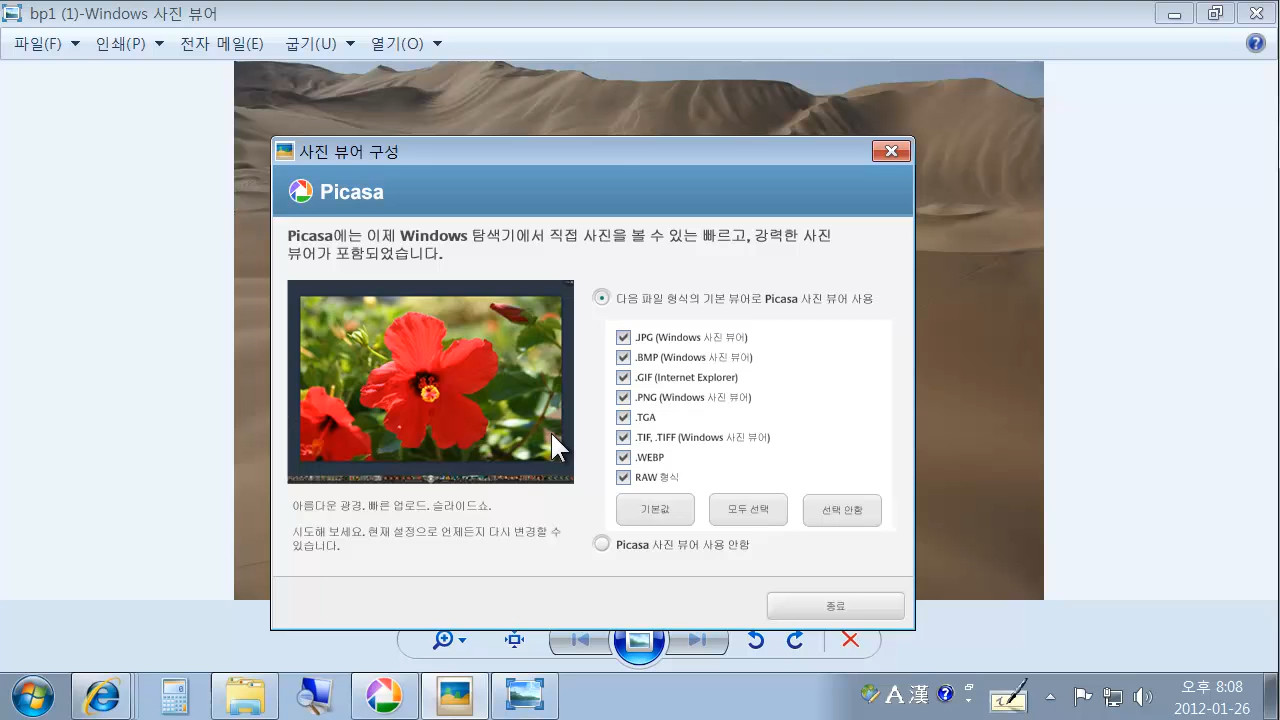 bp1 (1)-Windows 사진 뷰어
파일(F) 인쇄(P) 전자 메일(E) 굽기(U) 열기(O)
사진 뷰어 구성
Picasa
Picasa에는 이제 Windows 탐색기에서 직접 사진을 볼 수 있는 빠르고, 강력한 사진
뷰어가 포함되었습니다.
다음 파일 형식의 기본 뷰어로 Picasa 사진 뷰어 사용
.JPG (Windows 사진 뷰어)
.BMP (Windows 사진 뷰어)
.GIF (Internet Explorer)
.PNG (Windows 사진 뷰어)
.TGA
.TIF, .TIFF (Windows 사진 뷰어)
.WEBP
RAW 형식
기본값 모두 선택 선택 안함
아름다운 광경. 빠른 업로드. 슬라이드쇼.
시도해 보세요. 현재 설정으로 언제든지 다시 변경할 수
있습니다.
Picasa 사진 뷰어 사용 안함
종료
A 漢
오후 8:08
2012-01-26